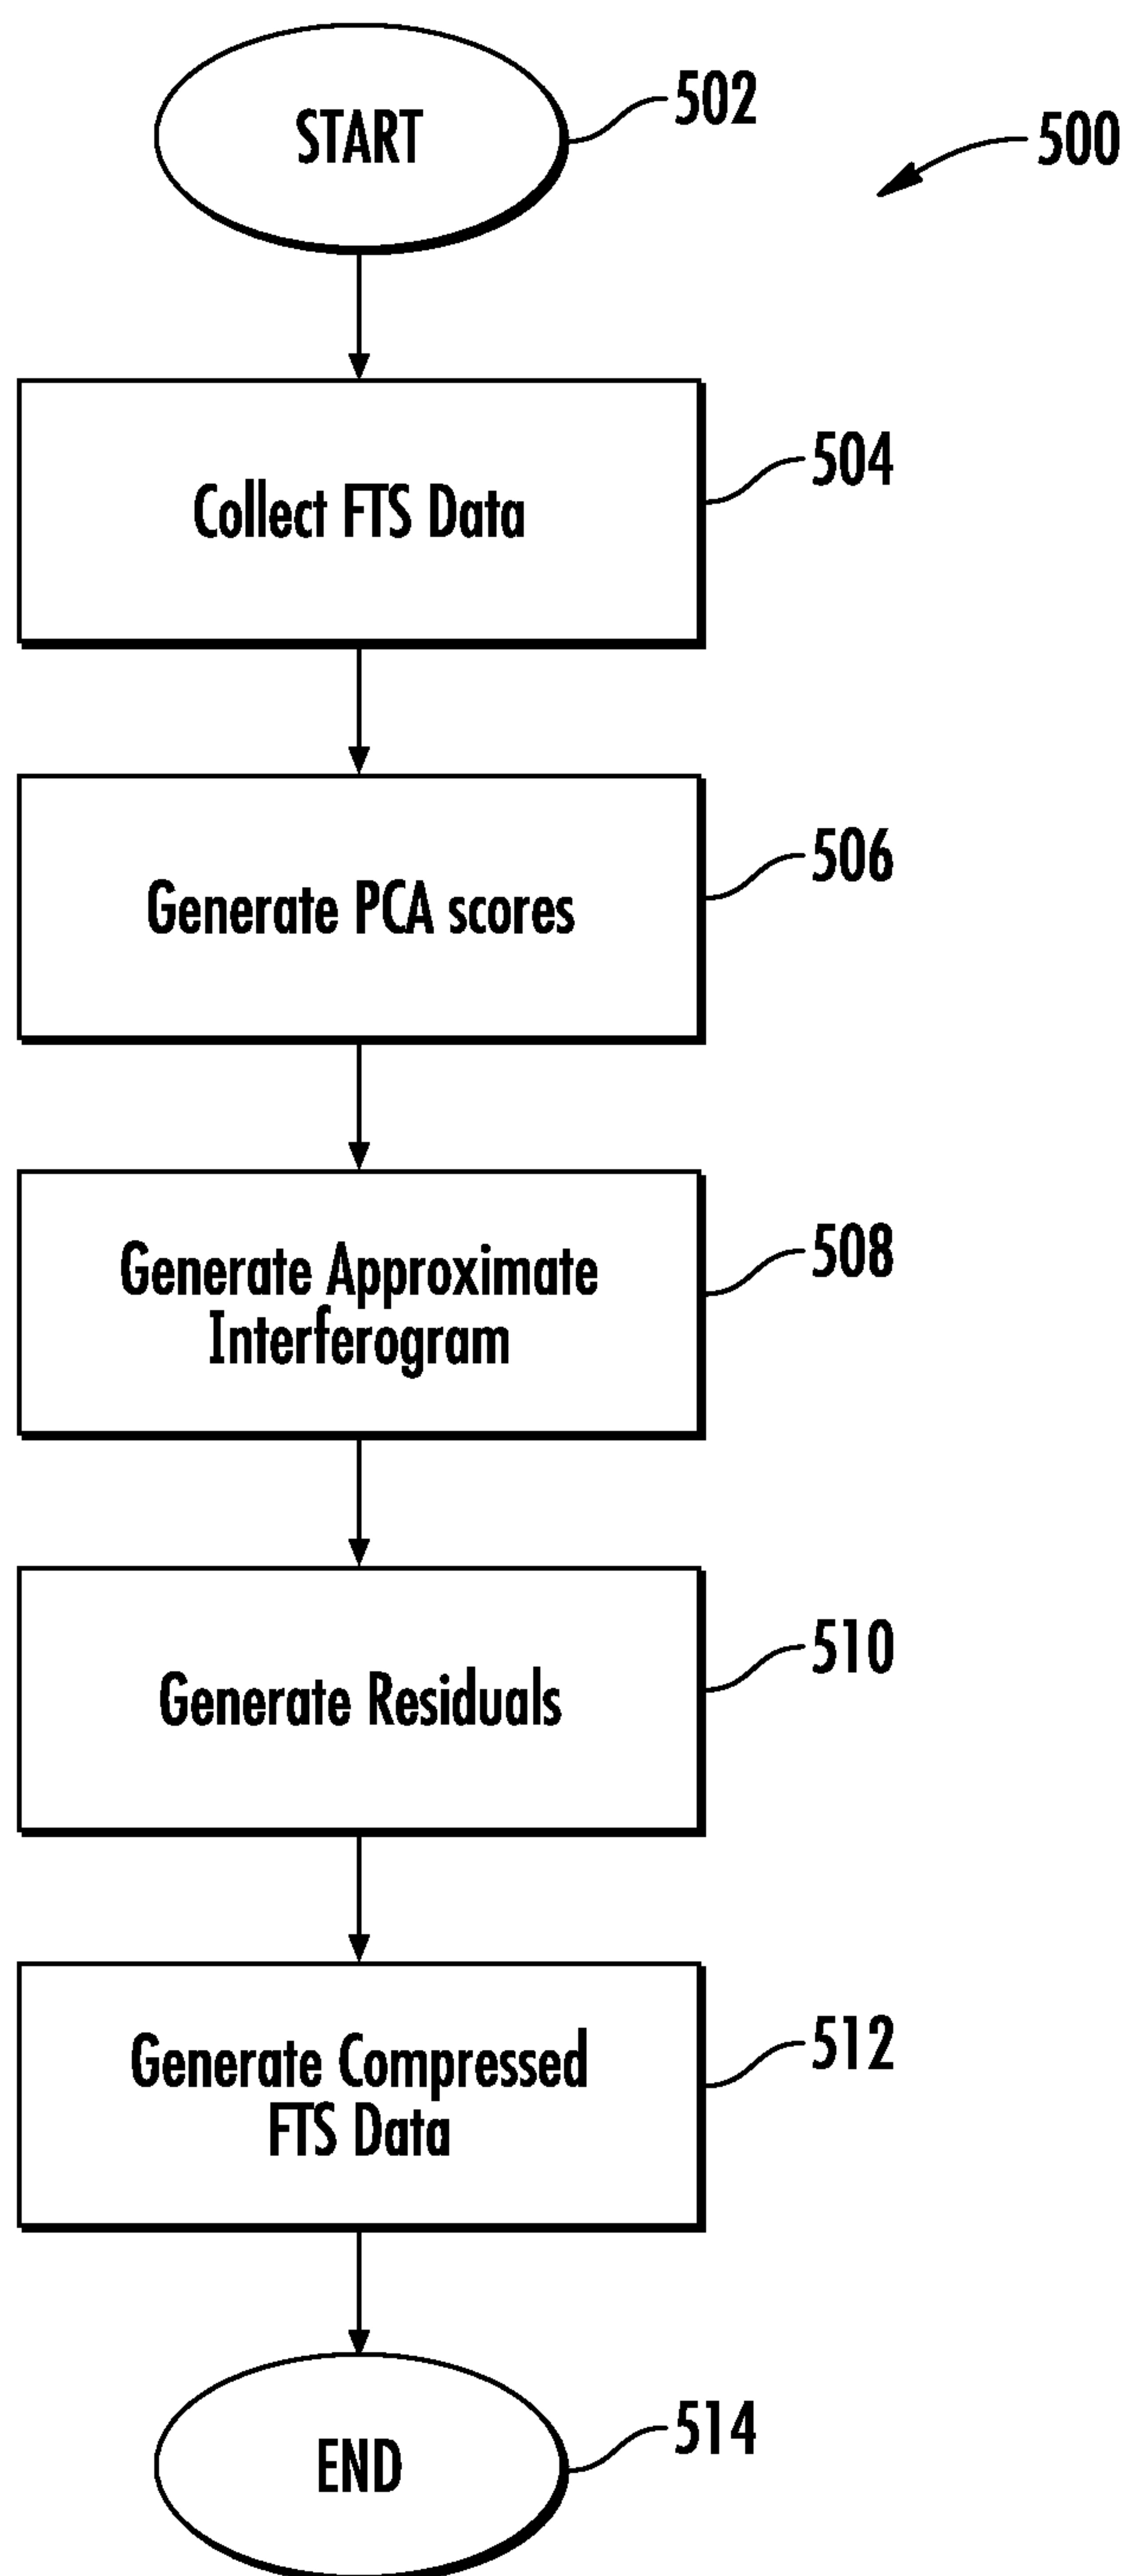 START
502
500
Collect FTS Data
504
Generate PCA scores
506
Generate Approximate
Interferogram
508
Generate Residuals
510
Generate Compressed
FTS Data
512
END
514